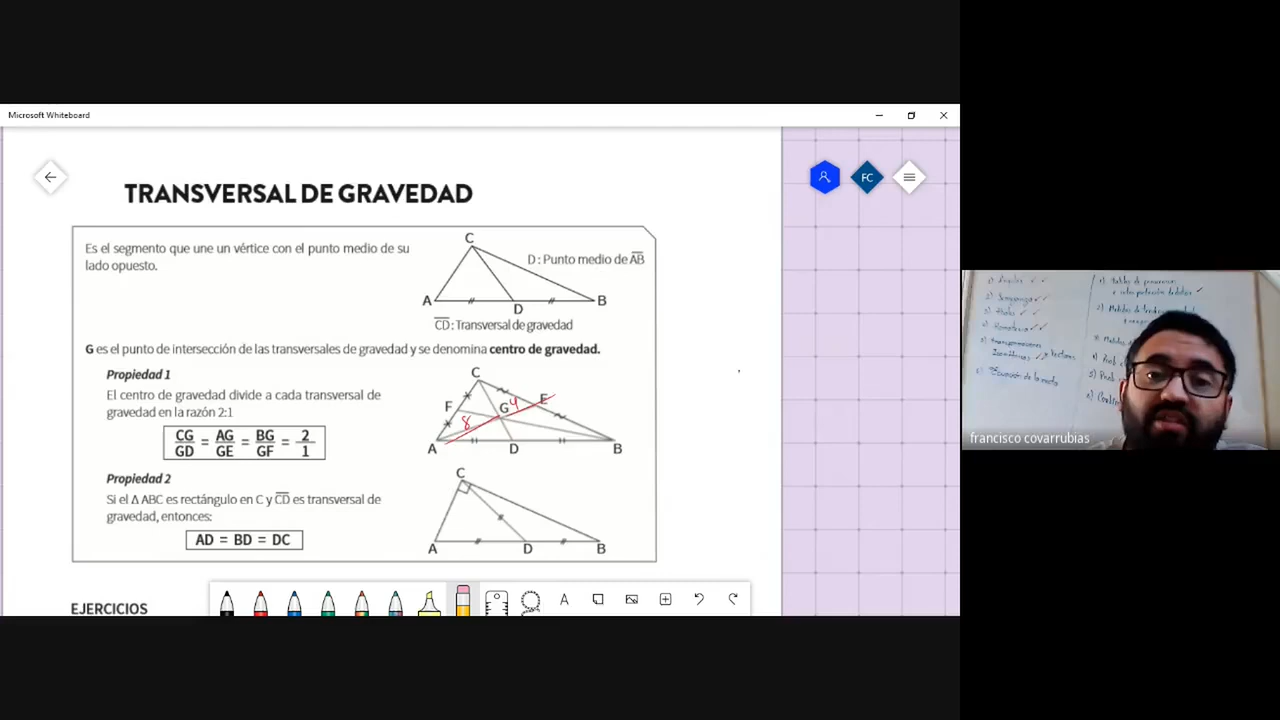 Microsoft Whiteboard
FC
TRANSVERSAL DE GRAVEDAD
Es el segmento que une un vértice con el punto medio de su
lado opuesto.
C
D : Punto medio de AB
A
B
D
CD : Transversal de gravedad
G es el punto de intersección de las transversales de gravedad y se denomina centro de gravedad.
Propiedad 1
El centro de gravedad divide a cada transversal de
gravedad en la razón 2:1
CG/GD = AG/GE = BG/GF = 2/1
C
F
G
4
E
8
A
D
B
Propiedad 2
Si el Δ ABC es rectángulo en C y CD es transversal de
gravedad, entonces:
AD = BD = DC
C
A
D
B
EJERCICIOS
A
francisco covarrubias